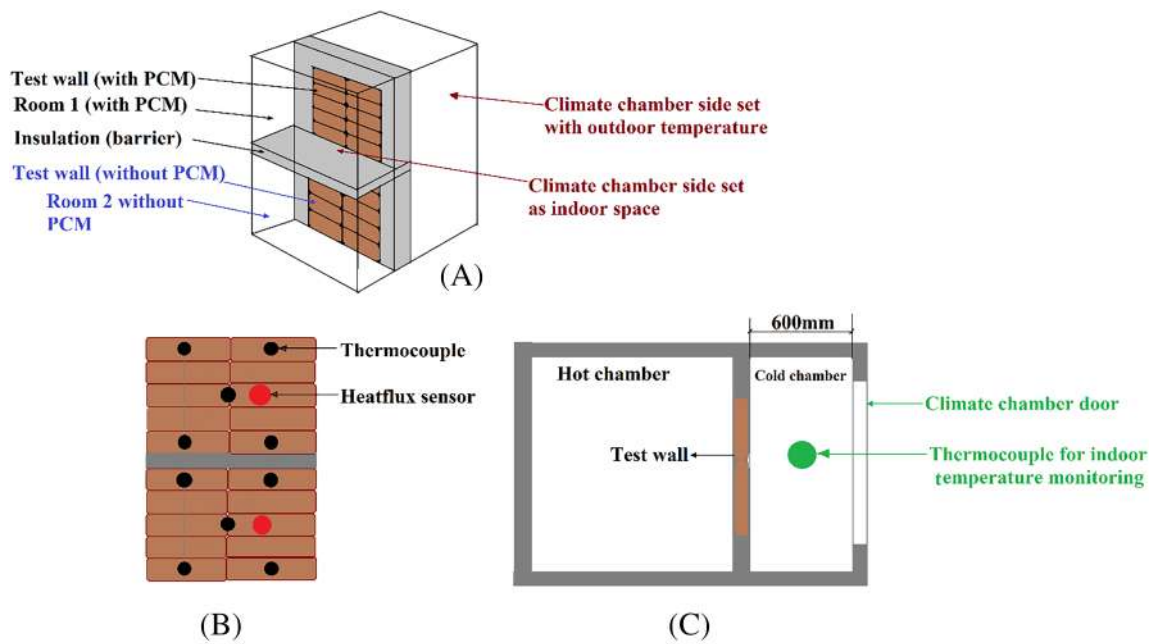 Test wall (with PCM)
Room 1 (with PCM)
Insulation (barrier)
Test wall (without PCM)
Room 2 without
PCM
Climate chamber side set
with outdoor temperature
Climate chamber side set
as indoor space
(A)
Thermocouple
Heatflux sensor
(B)
600mm
Hot chamber
Cold chamber
Test wall
Climate chamber door
Thermocouple for indoor
temperature monitoring
(C)